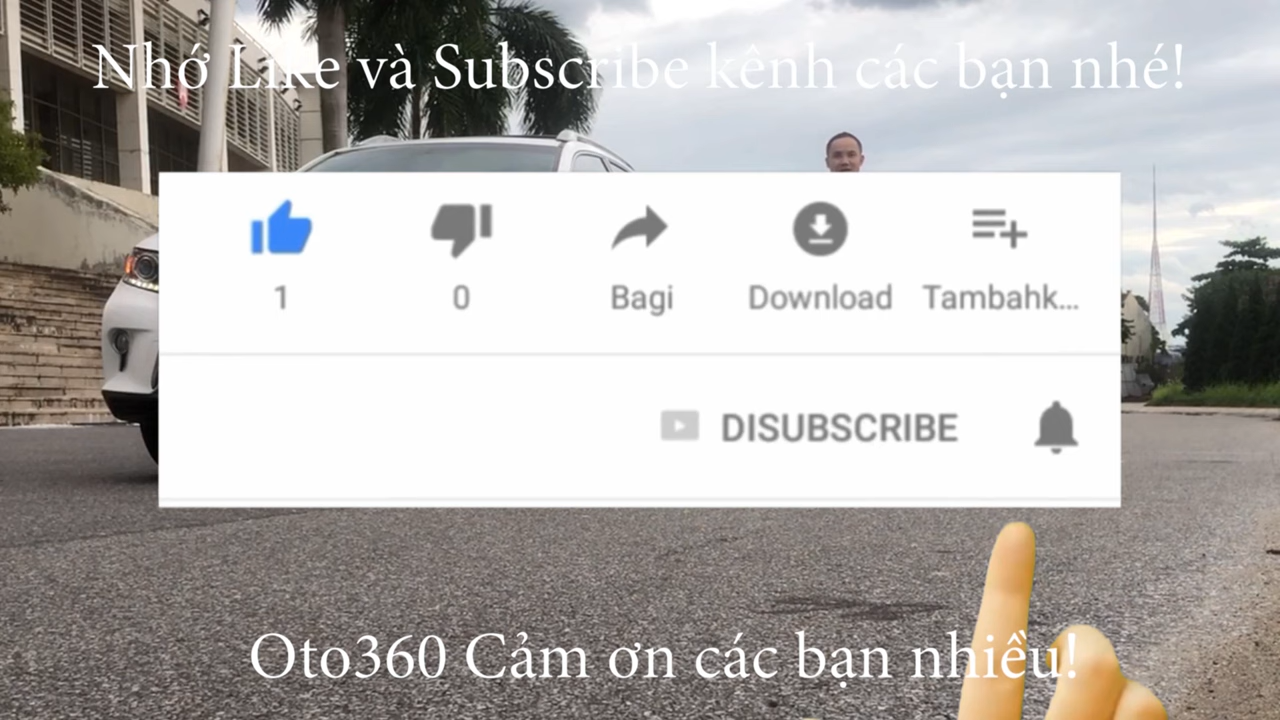 Nhớ Like và Subscribe kênh các bạn nhé!
1 0 Bagi Download Tambahk...
DISUBSCRIBE
Oto360 Cảm ơn các bạn nhiều!